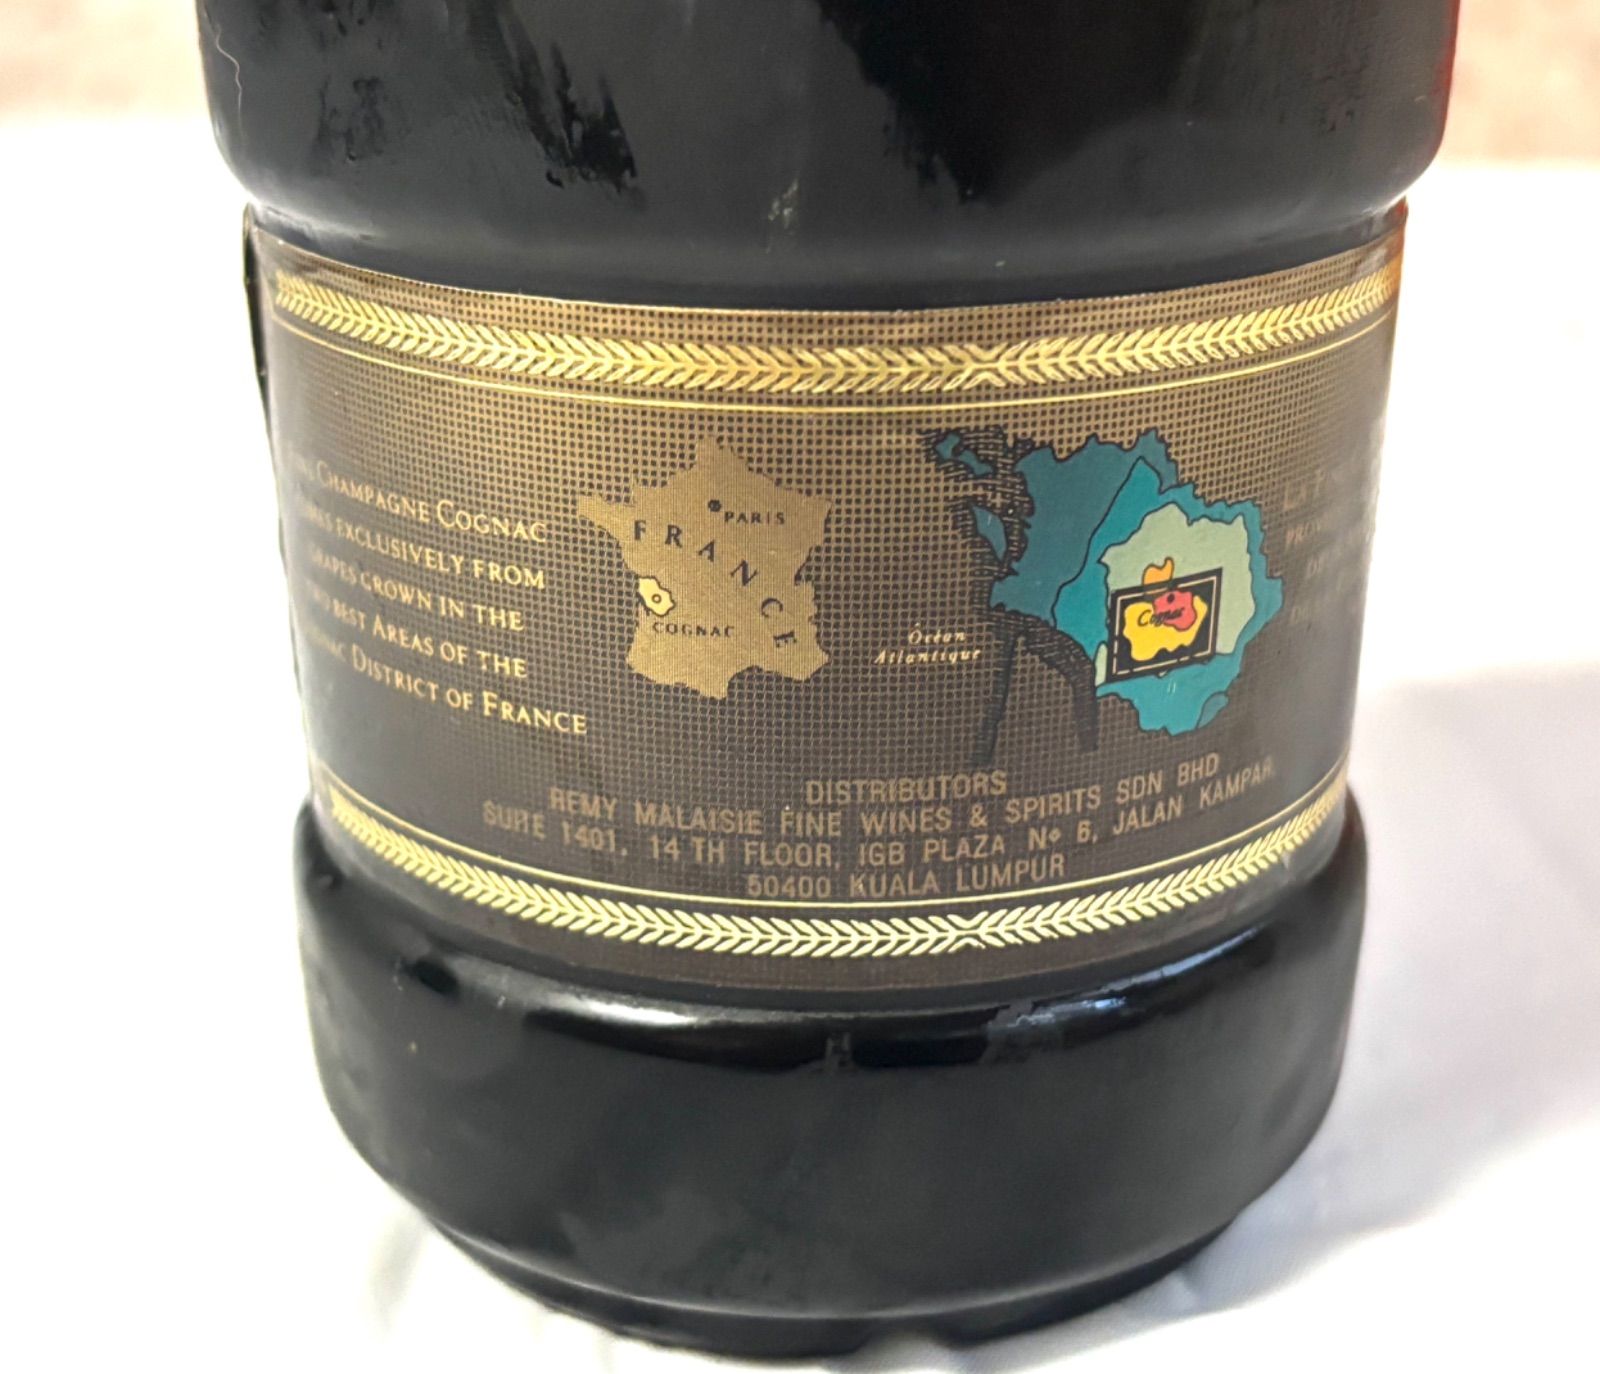 CHAMPAGNE COGNAC
EXCLUSIVELY FROM
GRAPES GROWN IN THE
BEST AREAS OF THE
DISTRICT OF FRANCE
PARIS
FRANCE
COGNAC
Océan
Atlantique
Cognac
LA
DISTRIBUTORS
REMY MALAISIE FINE WINES & SPIRITS SDN BHD
SUITE 1401, 14 TH FLOOR, IGB PLAZA Nº 6, JALAN KAMPAR,
50400 KUALA LUMPUR